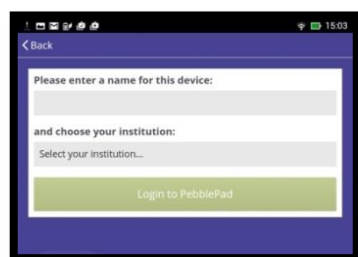 15:03
Back
Please enter a name for this device:
and choose your institution:
Select your institution...
Login to PebblePad